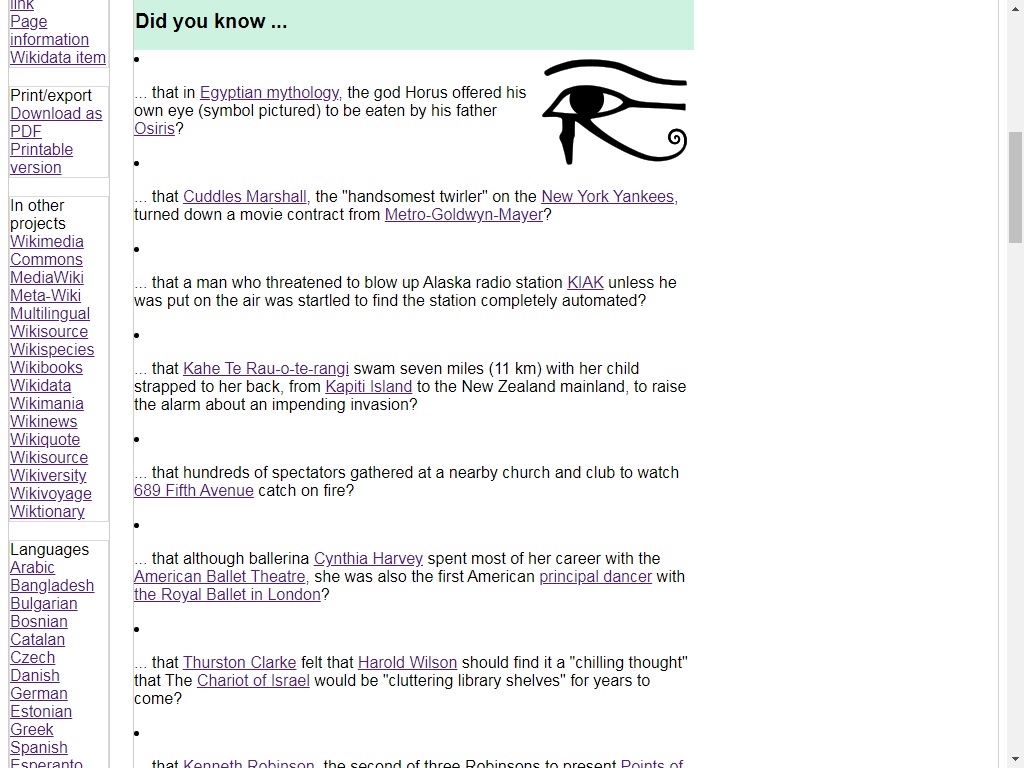 link
Page
information
Wikidata item
Print/export
Download as
PDF
Printable
version
In other
projects
Wikimedia
Commons
MediaWiki
Meta-Wiki
Multilingual
Wikisource
Wikispecies
Wikibooks
Wikidata
Wikimania
Wikinews
Wikiquote
Wikisource
Wikiversity
Wikivoyage
Wiktionary
Languages
Arabic
Bangladesh
Bulgarian
Bosnian
Catalan
Czech
Danish
German
Estonian
Greek
Spanish
Esperanto
Did you know ...
... that in Egyptian mythology, the god Horus offered his
own eye (symbol pictured) to be eaten by his father
Osiris?
... that Cuddles Marshall, the "handsomest twirler" on the New York Yankees,
turned down a movie contract from Metro-Goldwyn-Mayer?
... that a man who threatened to blow up Alaska radio station KIAK unless he
was put on the air was startled to find the station completely automated?
... that Kahe Te Rau-o-te-rangi swam seven miles (11 km) with her child
strapped to her back, from Kapiti Island to the New Zealand mainland, to raise
the alarm about an impending invasion?
... that hundreds of spectators gathered at a nearby church and club to watch
689 Fifth Avenue catch on fire?
... that although ballerina Cynthia Harvey spent most of her career with the
American Ballet Theatre, she was also the first American principal dancer with
the Royal Ballet in London?
... that Thurston Clarke felt that Harold Wilson should find it a "chilling thought"
that The Chariot of Israel would be "cluttering library shelves" for years to
come?
... that Kenneth Robinson, the second of three Robinsons to present Points of